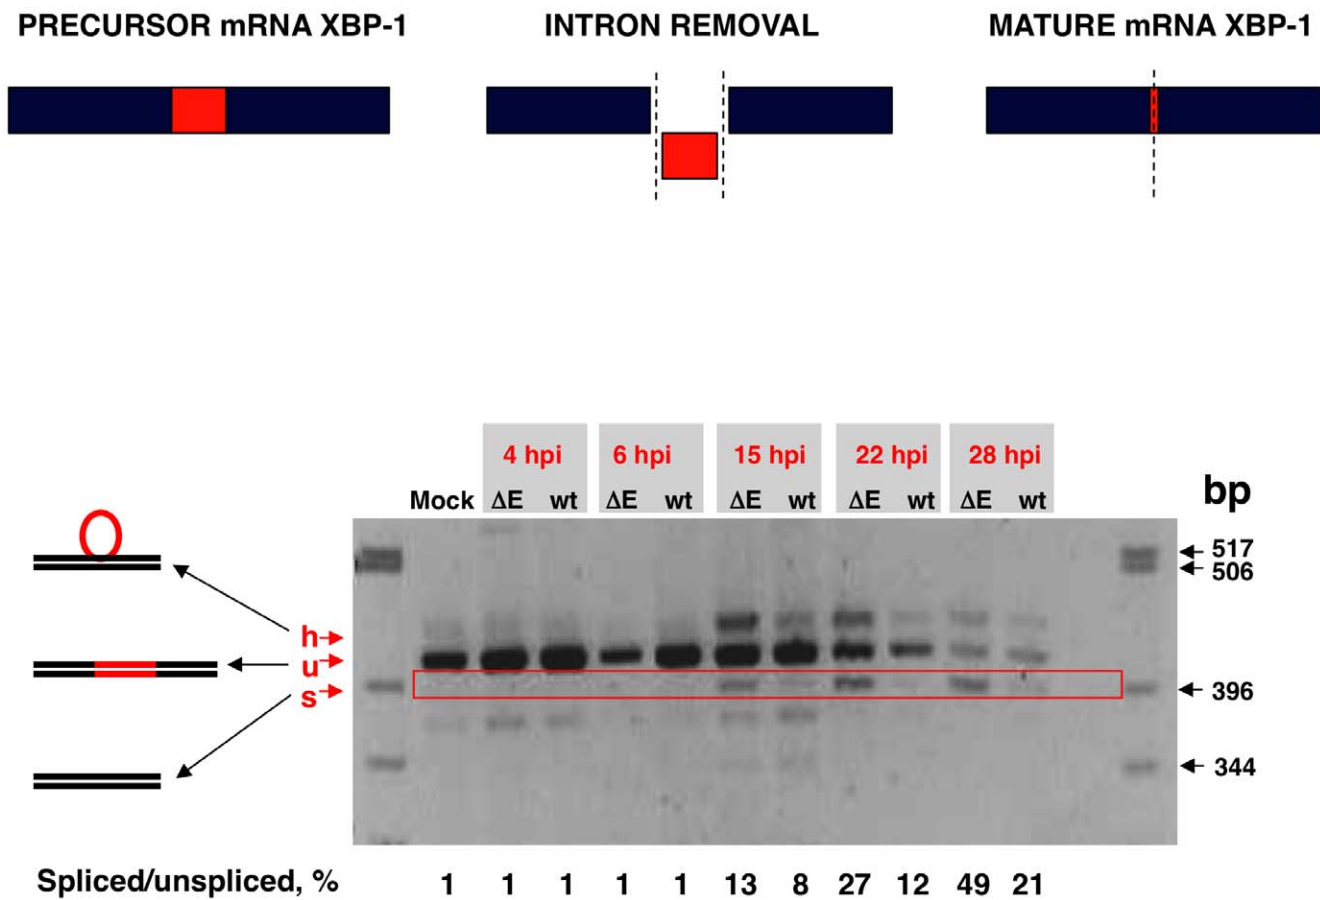 PRECURSOR mRNA XBP-1 INTRON REMOVAL MATURE mRNA XBP-1
4 hpi 6 hpi 15 hpi 22 hpi 28 hpi
Mock ΔE wt ΔE wt ΔE wt ΔE wt ΔE wt bp
517
506
h
u
s
396
344
Spliced/unspliced, % 1 1 1 1 1 13 8 27 12 49 21